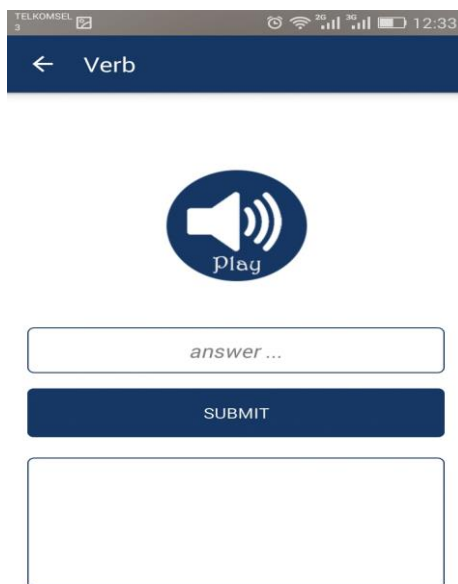 TELKOMSEL
3
2G 3G 12:33
Verb
Play
answer ...
SUBMIT